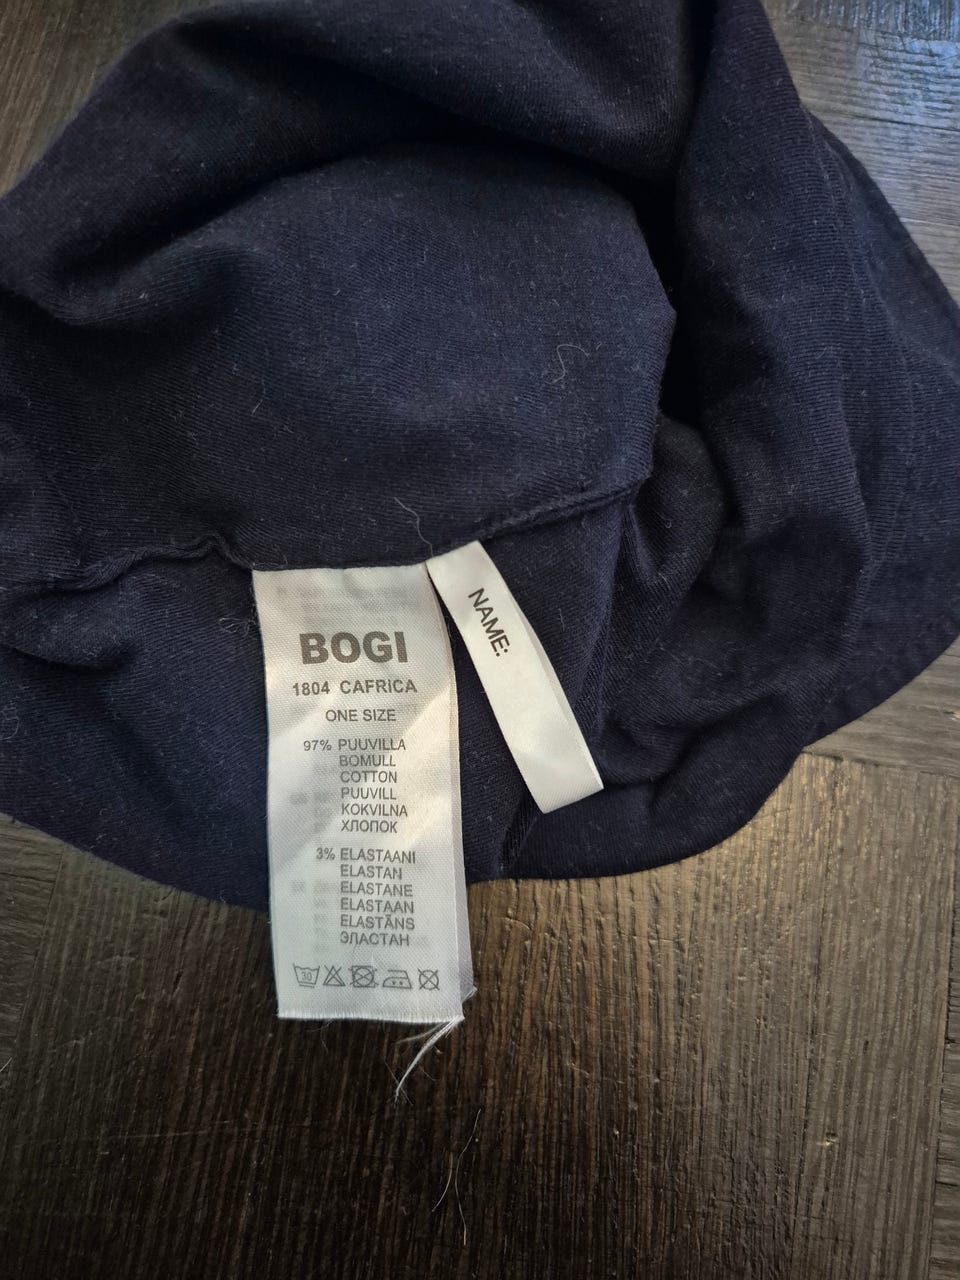 BOGI
1804 CAFRICA
ONE SIZE
97% PUUVILLA
BOMULL
COTTON
PUUVILL
KOKVILNA
ХЛОПОК
3% ELASTAANI
ELASTAN
ELASTANE
ELASTAAN
ELASTĀNS
ЭЛАСТАН
30
NAME: